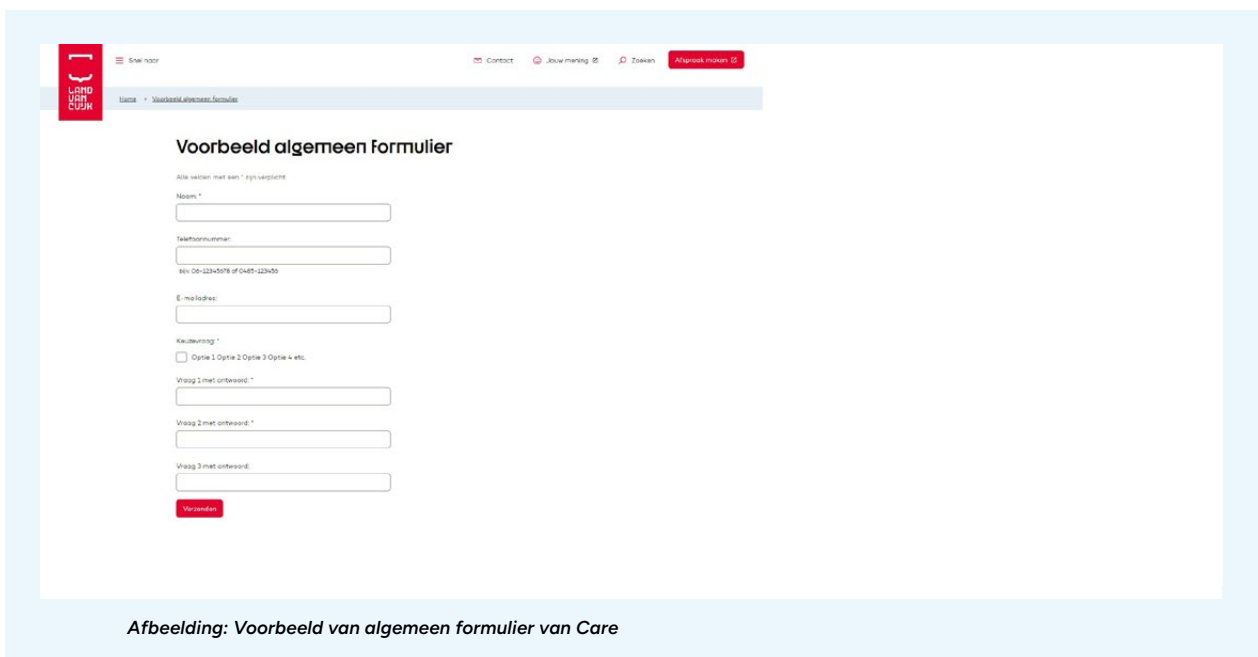 LAND
VAN
CUIJK
Snel naar
Contact
Jouw mening
Zoeken
Afspraak maken
Home > Voorbeeld algemeen formulier
Voorbeeld algemeen formulier
Alle velden met een * zijn verplicht
Naam: *
Telefoonnummer:
bijv. 06-12345678 of 0485-123456
E-mailadres:
Keuzevraag: *
Optie 1 Optie 2 Optie 3 Optie 4 etc.
Vraag 1 met antwoord: *
Vraag 2 met antwoord: *
Vraag 3 met antwoord:
Verzenden
Afbeelding: Voorbeeld van algemeen formulier van Care